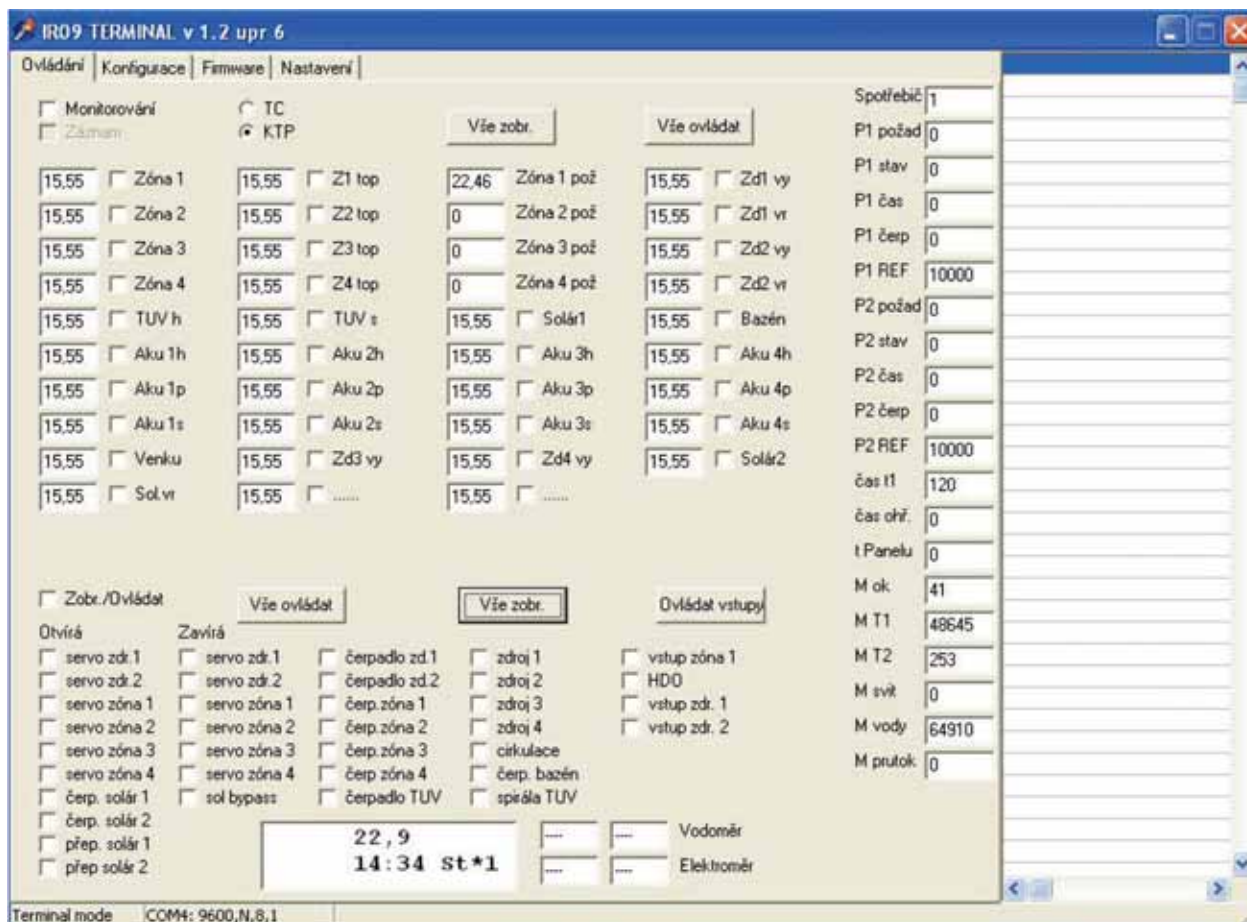 IR09 TERMINAL v 1.2 upr 6
Ovládání Konfigurace Firmware Nastavení
Monitorování TC
Záznam KTP Vše zobr. Vše ovládat
15,55 Zóna 1 15,55 Z1 top 22,46 Zóna 1 pož 15,55 Zd1 vy
15,55 Zóna 2 15,55 Z2 top 0 Zóna 2 pož 15,55 Zd1 vr
15,55 Zóna 3 15,55 Z3 top 0 Zóna 3 pož 15,55 Zd2 vy
15,55 Zóna 4 15,55 Z4 top 0 Zóna 4 pož 15,55 Zd2 vr
15,55 TUV h 15,55 TUV s 15,55 Solár1 15,55 Bazén
15,55 Aku 1h 15,55 Aku 2h 15,55 Aku 3h 15,55 Aku 4h
15,55 Aku 1p 15,55 Aku 2p 15,55 Aku 3p 15,55 Aku 4p
15,55 Aku 1s 15,55 Aku 2s 15,55 Aku 3s 15,55 Aku 4s
15,55 Venku 15,55 Zd3 vy 15,55 Zd4 vy 15,55 Solár2
15,55 Sol.vr 15,55 ...... 15,55 ......
Zobr./Ovládat Vše ovládat Vše zobr. Ovládat vstupy
Otvírá Zavírá
servo zdr.1 servo zdr.1 čerpadlo zd.1 zdroj 1 vstup zóna 1
servo zdr.2 servo zdr.2 čerpadlo zd.2 zdroj 2 HDO
servo zóna 1 servo zóna 1 čerp.zóna 1 zdroj 3 vstup zdr. 1
servo zóna 2 servo zóna 2 čerp.zóna 2 zdroj 4 vstup zdr. 2
servo zóna 3 servo zóna 3 čerp.zóna 3 cirkulace
servo zóna 4 servo zóna 4 čerp zóna 4 čerp. bazén
čerp. solár 1 sol bypass čerpadlo TUV spirála TUV
čerp. solár 2
přep. solár 1
přep solár 2
22,9
14:34 St*1
---- ---- Vodoměr
---- ---- Elektroměr
Spotřebič 1
P1 požad 0
P1 stav 0
P1 čas 0
P1 čerp 0
P1 REF 10000
P2 požad 0
P2 stav 0
P2 čas 0
P2 čerp 0
P2 REF 10000
čas t1 120
čas ohř. 0
t Panelu 0
M ok 41
M T1 48645
M T2 253
M svit 0
M vody 64910
M prutok 0
Terminal mode COM4: 9600,N,8,1